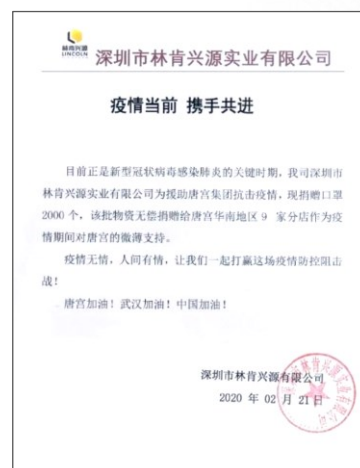 林肯兴源
LINCOLN
深圳市林肯兴源实业有限公司
疫情当前 携手共进
目前正是新型冠状病毒感染肺炎的关键时期，我司深圳市
林肯兴源实业有限公司为援助唐宫集团抗击疫情，现捐赠口罩
2000 个，该批物资无偿捐赠给唐宫华南地区 9 家分店作为疫
情期间对唐宫的微薄支持。
疫情无情，人间有情，让我们一起打赢这场疫情防控阻击
战！
唐宫加油！武汉加油！中国加油！
深圳市林肯兴源有限公司
2020 年 02 月 21 日